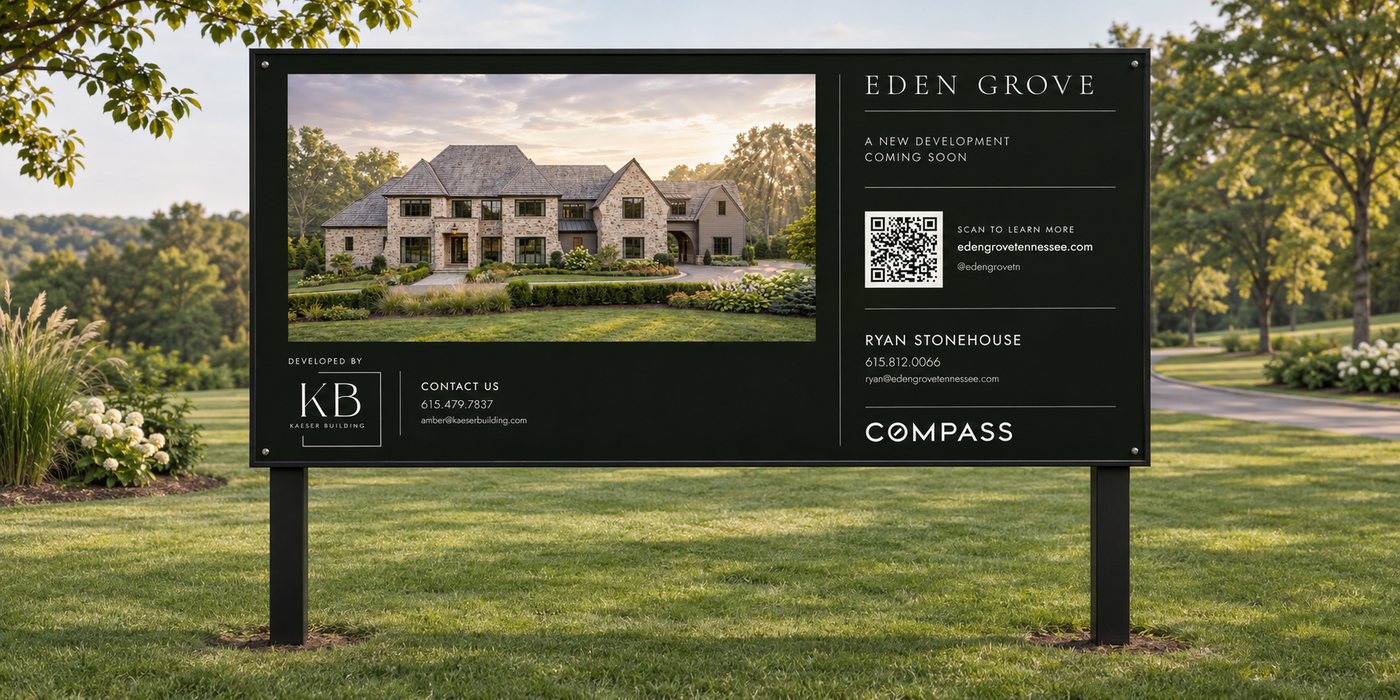 EDEN GROVE
A NEW DEVELOPMENT
COMING SOON
SCAN TO LEARN MORE
edengrovetennessee.com
@edengrovetn
RYAN STONEHOUSE
615.812.0066
ryan@edengrovetennessee.com
COMPASS
DEVELOPED BY
KB
KAESER BUILDING
CONTACT US
615.479.7837
amber@kaeserbuilding.com